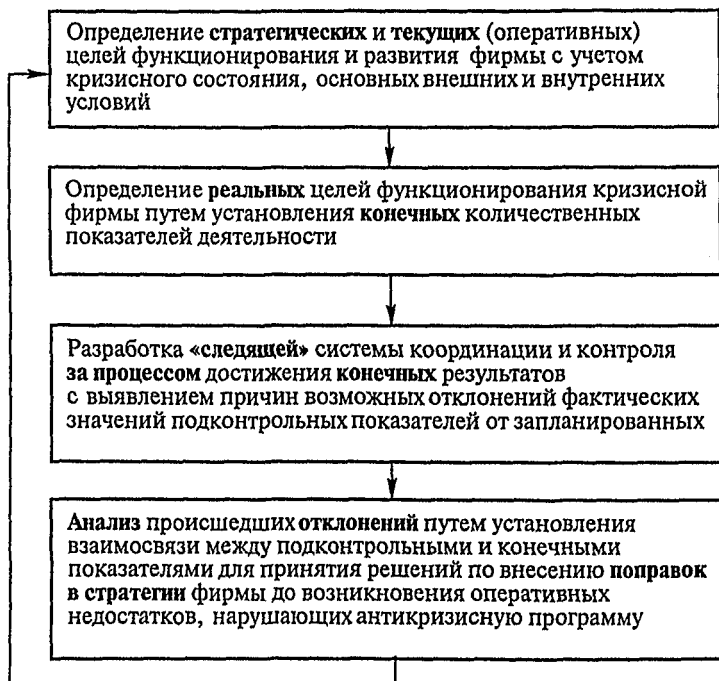 Определение стратегических и текущих (оперативных)
целей функционирования и развития фирмы с учетом
кризисного состояния, основных внешних и внутренних
условий
Определение реальных целей функционирования кризисной
фирмы путем установления конечных количественных
показателей деятельности
Разработка «следящей» системы координации и контроля
за процессом достижения конечных результатов
с выявлением причин возможных отклонений фактических
значений подконтрольных показателей от запланированных
Анализ происшедших отклонений путем установления
взаимосвязи между подконтрольными и конечными
показателями для принятия решений по внесению поправок
в стратегии фирмы до возникновения оперативных
недостатков, нарушающих антикризисную программу